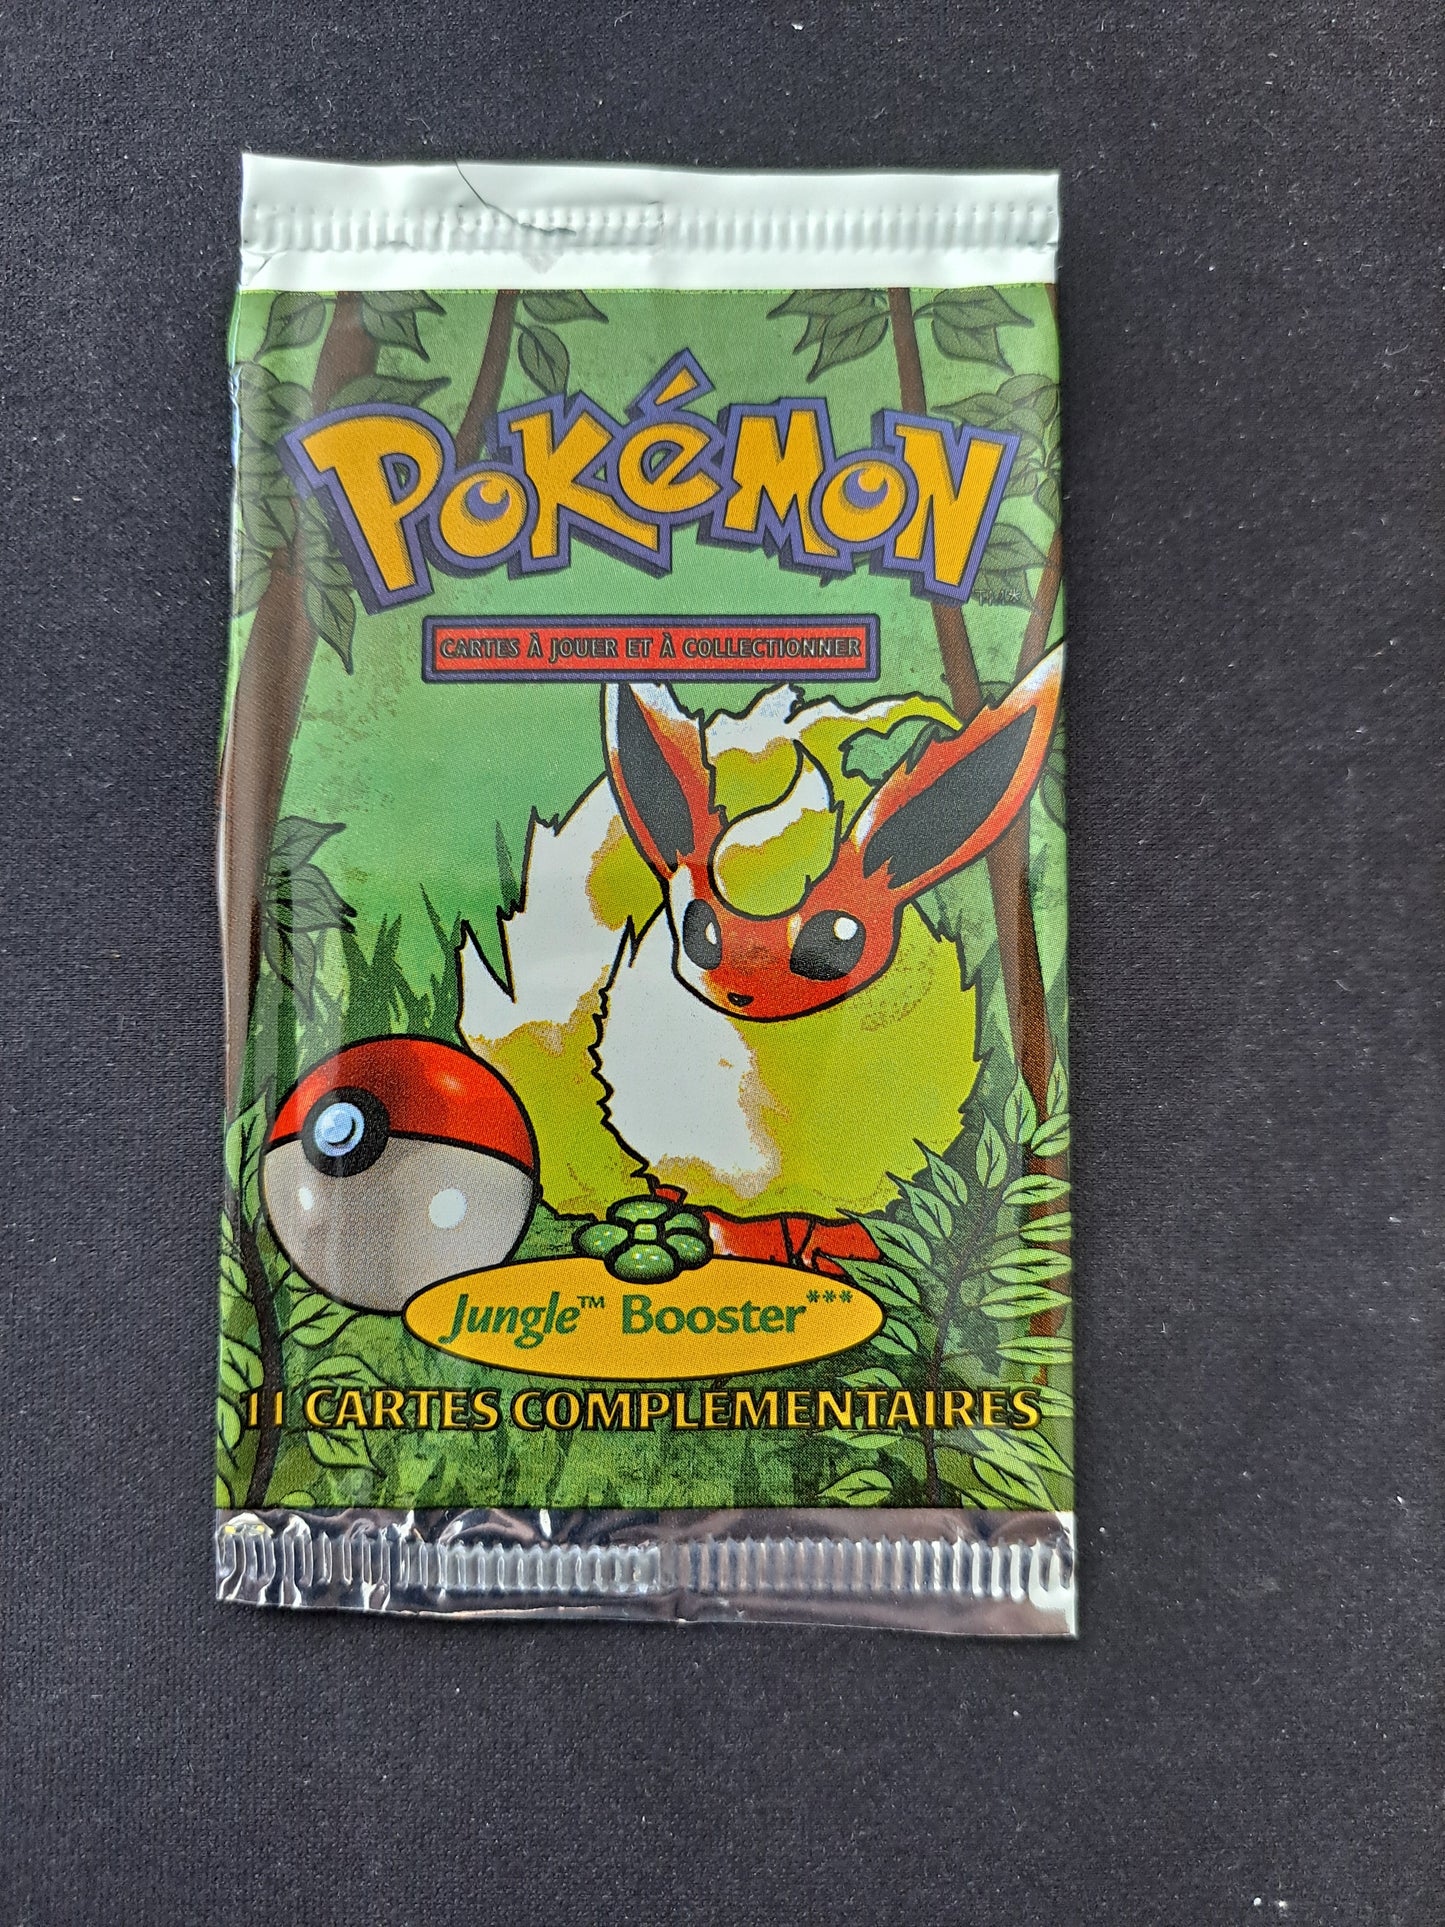 POKéMON
CARTES À JOUER ET À COLLECTIONNER
Jungle™ Booster***
11 CARTES COMPLÉMENTAIRES